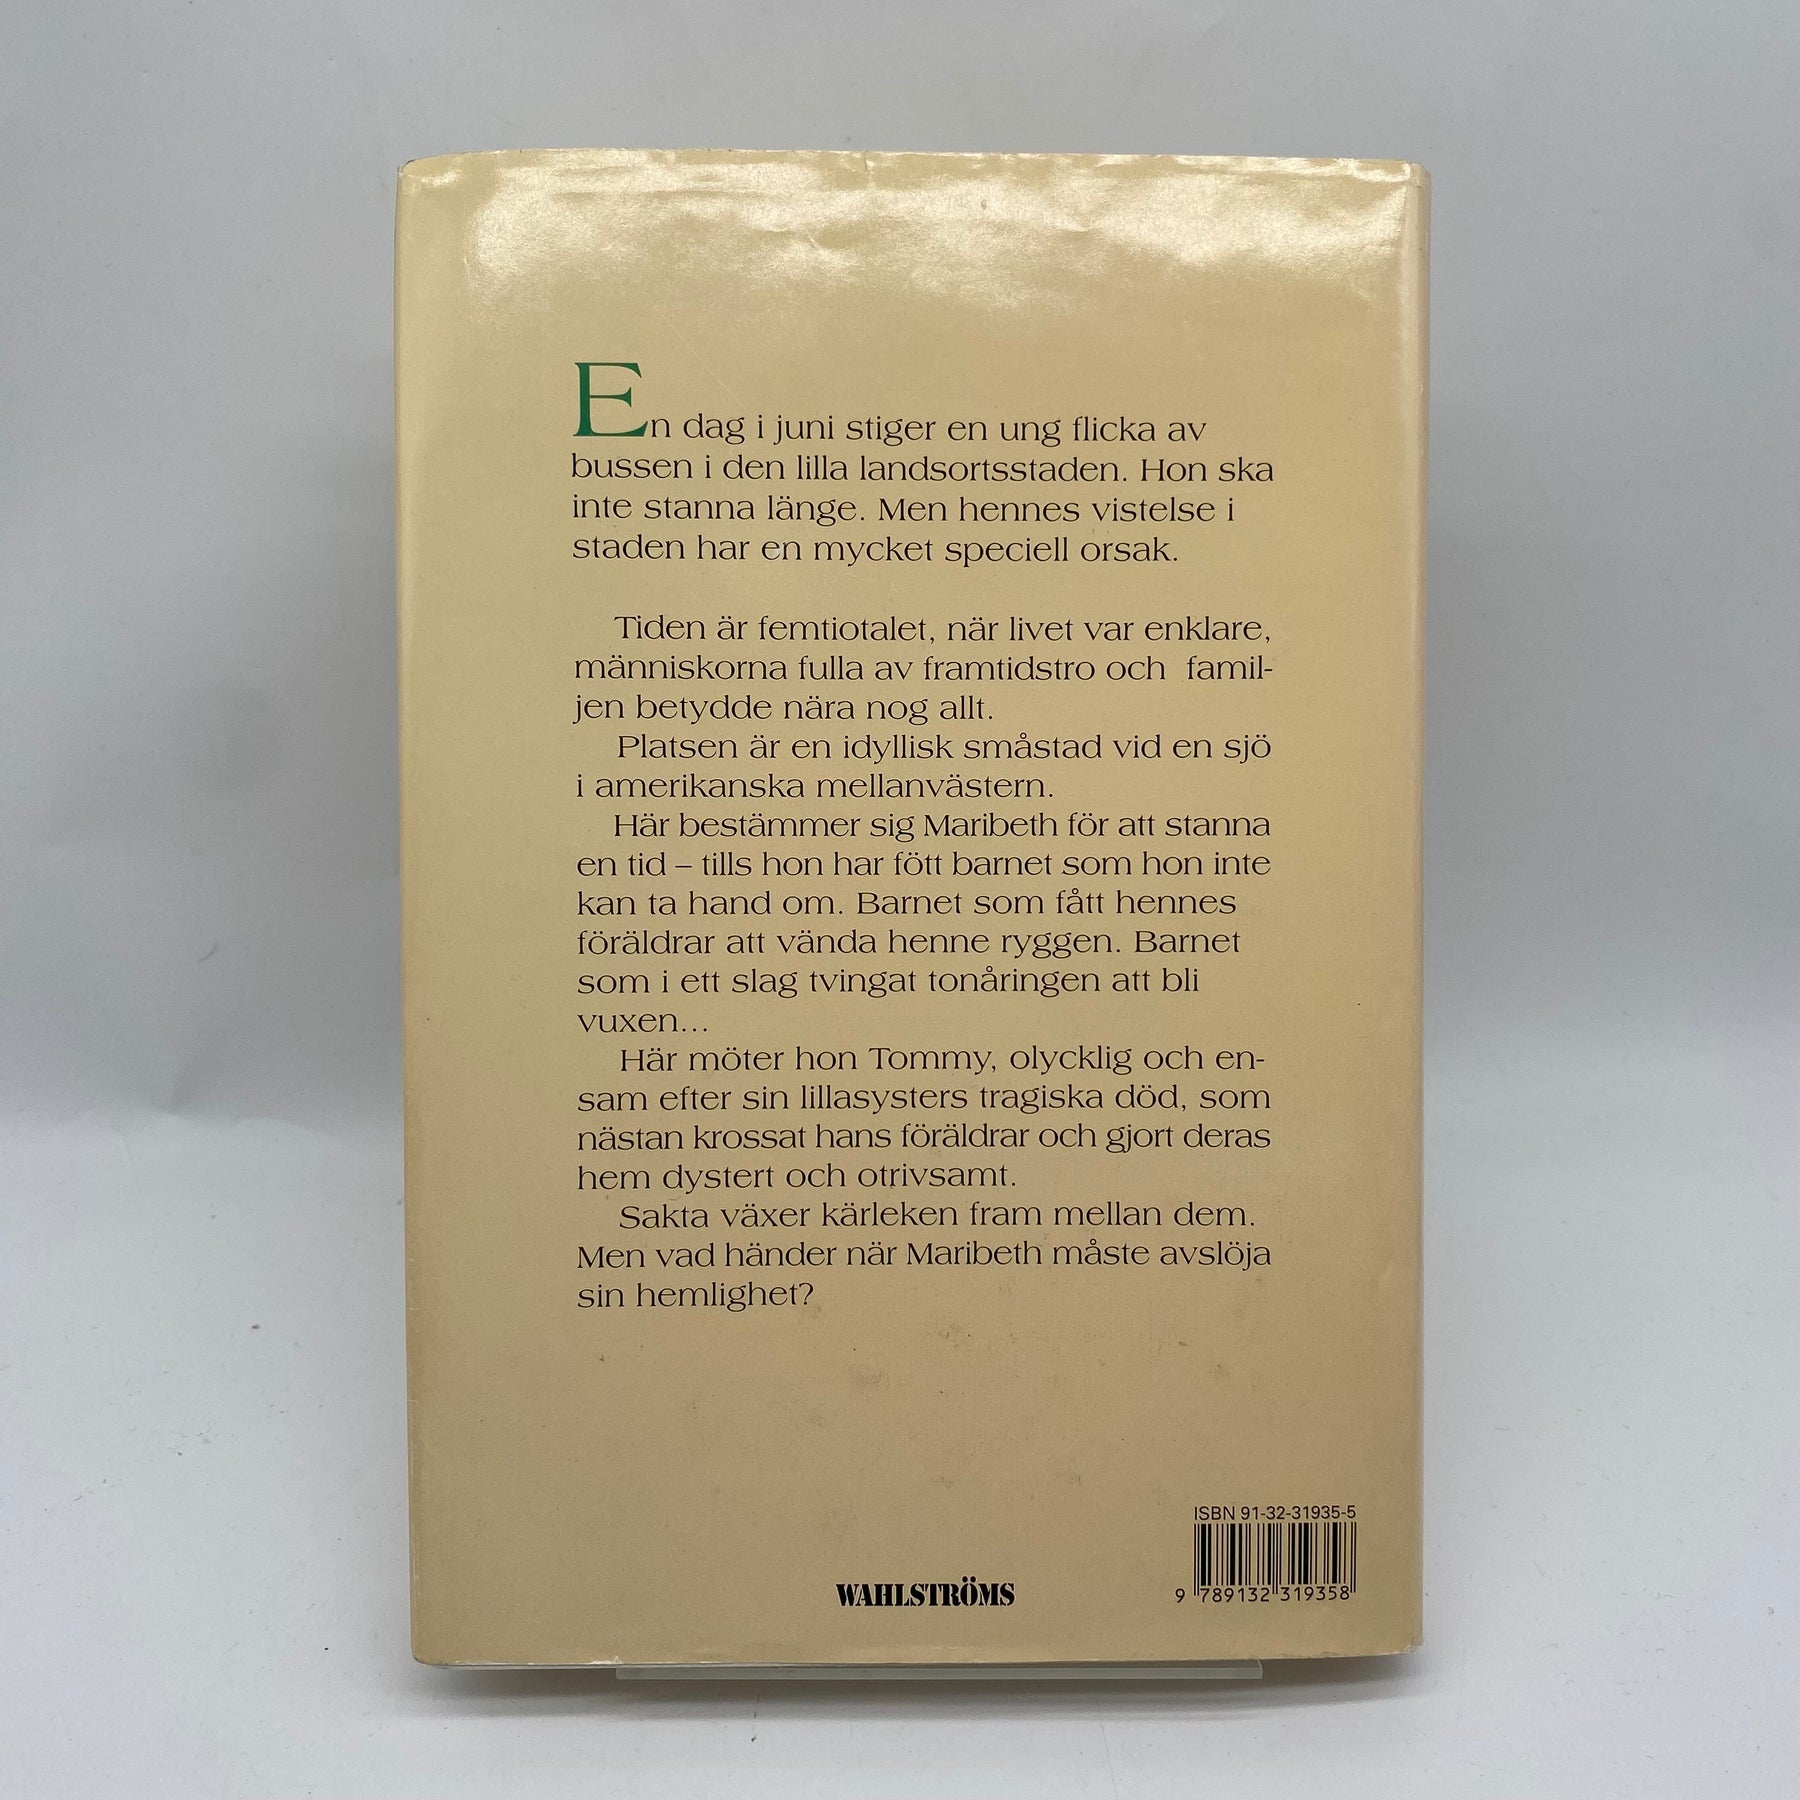 En dag i juni stiger en ung flicka av
bussen i den lilla landsortsstaden. Hon ska
inte stanna länge. Men hennes vistelse i
staden har en mycket speciell orsak.
Tiden är femtiotalet, när livet var enklare,
människorna fulla av framtidstro och famil-
jen betydde nära nog allt.
Platsen är en idyllisk småstad vid en sjö
i amerikanska mellanvästern.
Här bestämmer sig Maribeth för att stanna
en tid – tills hon har fött barnet som hon inte
kan ta hand om. Barnet som fått hennes
föräldrar att vända henne ryggen. Barnet
som i ett slag tvingat tonåringen att bli
vuxen...
Här möter hon Tommy, olycklig och en-
sam efter sin lillasysters tragiska död, som
nästan krossat hans föräldrar och gjort deras
hem dystert och otrivsamt.
Sakta växer kärleken fram mellan dem.
Men vad händer när Maribeth måste avslöja
sin hemlighet?
ISBN 91-32-31935-5
9 789132 319358
WAHLSTRÖMS